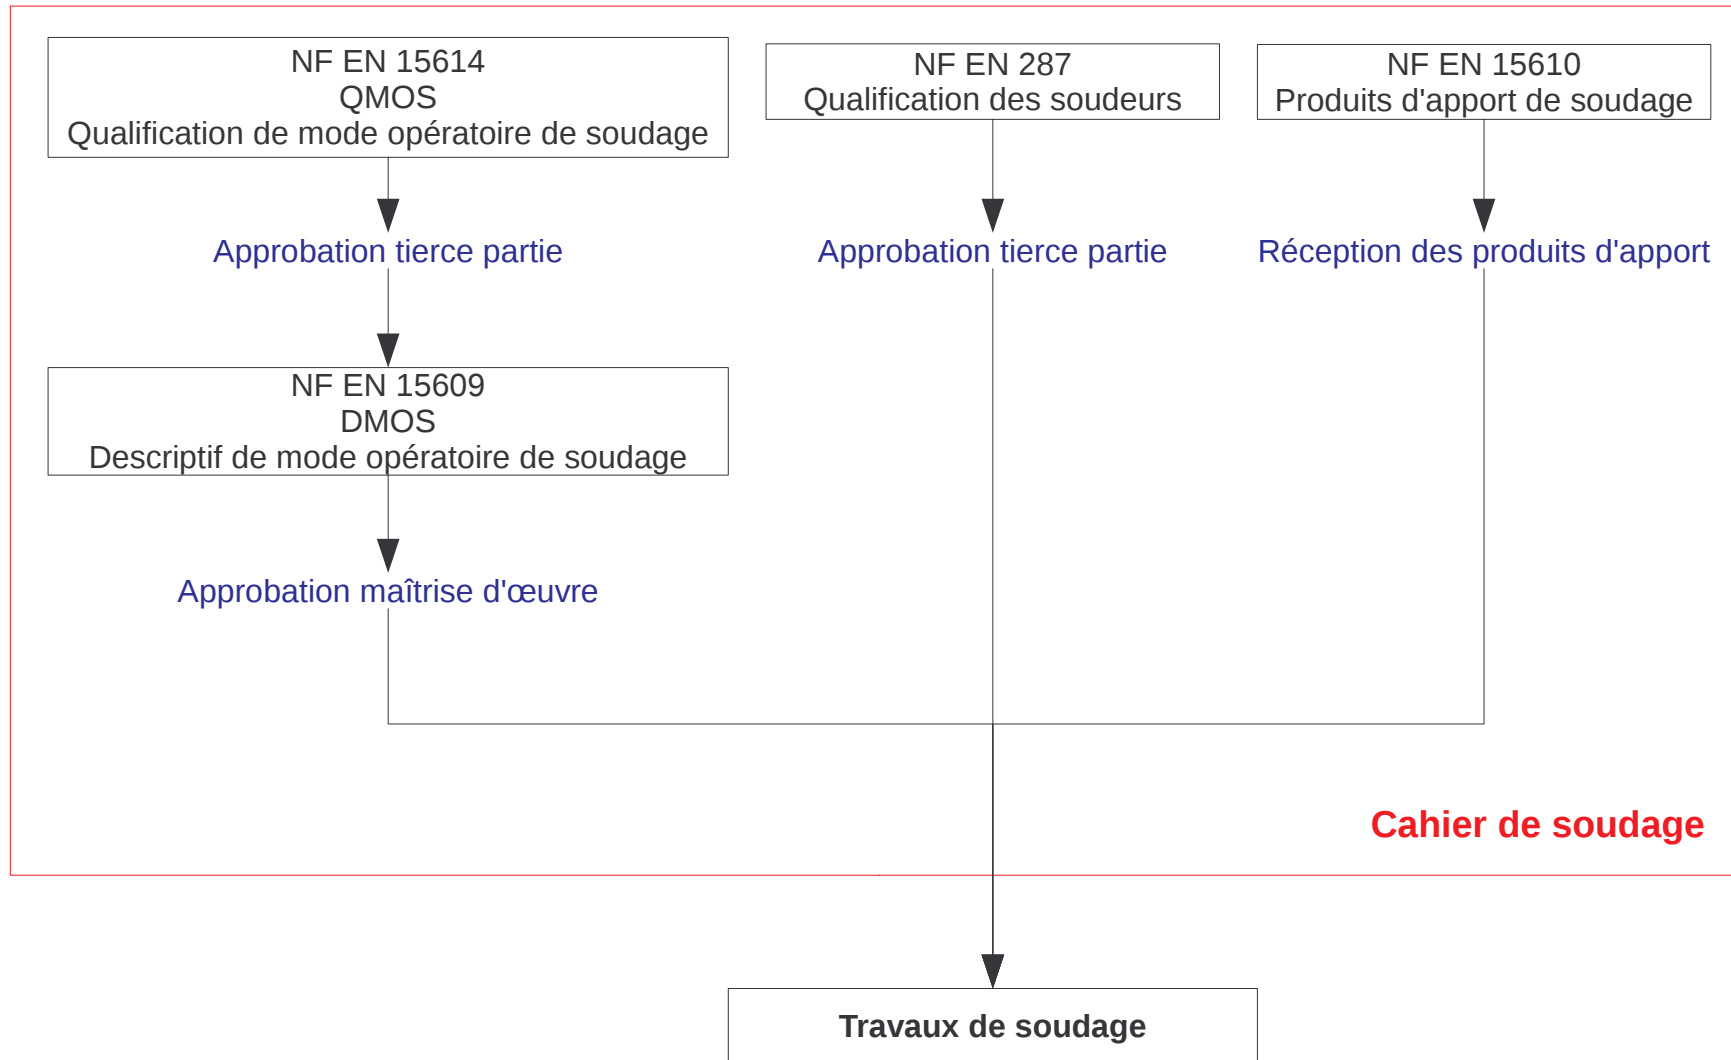 NF EN 15614
QMOS
Qualification de mode opératoire de soudage
NF EN 287
Qualification des soudeurs
NF EN 15610
Produits d'apport de soudage
Approbation tierce partie
Approbation tierce partie
Réception des produits d'apport
NF EN 15609
DMOS
Descriptif de mode opératoire de soudage
Approbation maîtrise d'œuvre
Cahier de soudage
Travaux de soudage